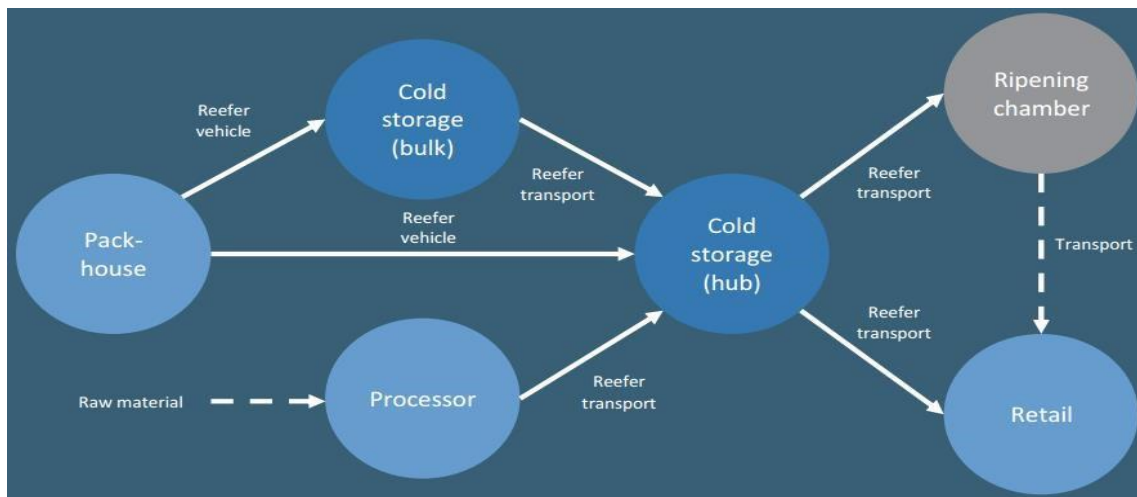 Cold
storage
(bulk)
Ripening
chamber
Reefer
vehicle
Reefer
transport
Reefer
transport
Pack-
house
Reefer
vehicle
Cold
storage
(hub)
Transport
Raw material
Processor
Reefer
transport
Reefer
transport
Retail